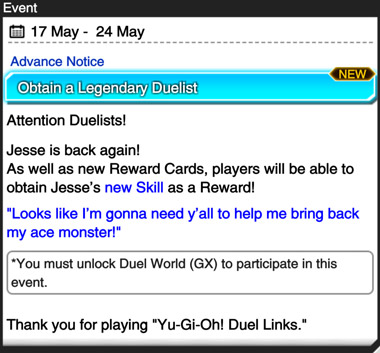 Event
17 May - 24 May
Advance Notice
NEW
Obtain a Legendary Duelist
Attention Duelists!
Jesse is back again!
As well as new Reward Cards, players will be able to
obtain Jesse's new Skill as a Reward!
"Looks like I'm gonna need y'all to help me bring back
my ace monster!"
*You must unlock Duel World (GX) to participate in this
event.
Thank you for playing "Yu-Gi-Oh! Duel Links."